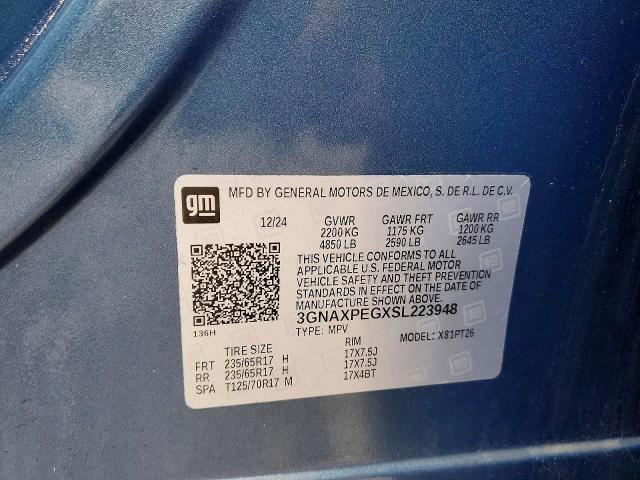 gm
MFD BY GENERAL MOTORS DE MEXICO, S. DE R.L. DE C.V.
12/24 GVWR GAWR FRT GAWR RR
2200 KG 1175 KG 1200 KG
4850 LB 2590 LB 2645 LB
THIS VEHICLE CONFORMS TO ALL
APPLICABLE U.S. FEDERAL MOTOR
VEHICLE SAFETY AND THEFT PREVENTION
STANDARDS IN EFFECT ON THE DATE OF
MANUFACTURE SHOWN ABOVE.
3GNAXPEGXSL223948
136H TYPE: MPV MODEL: X81PT26
TIRE SIZE RIM
FRT 235/65R17 H 17X7.5J
RR 235/65R17 H 17X7.5J
SPA T125/70R17 M 17X4BT